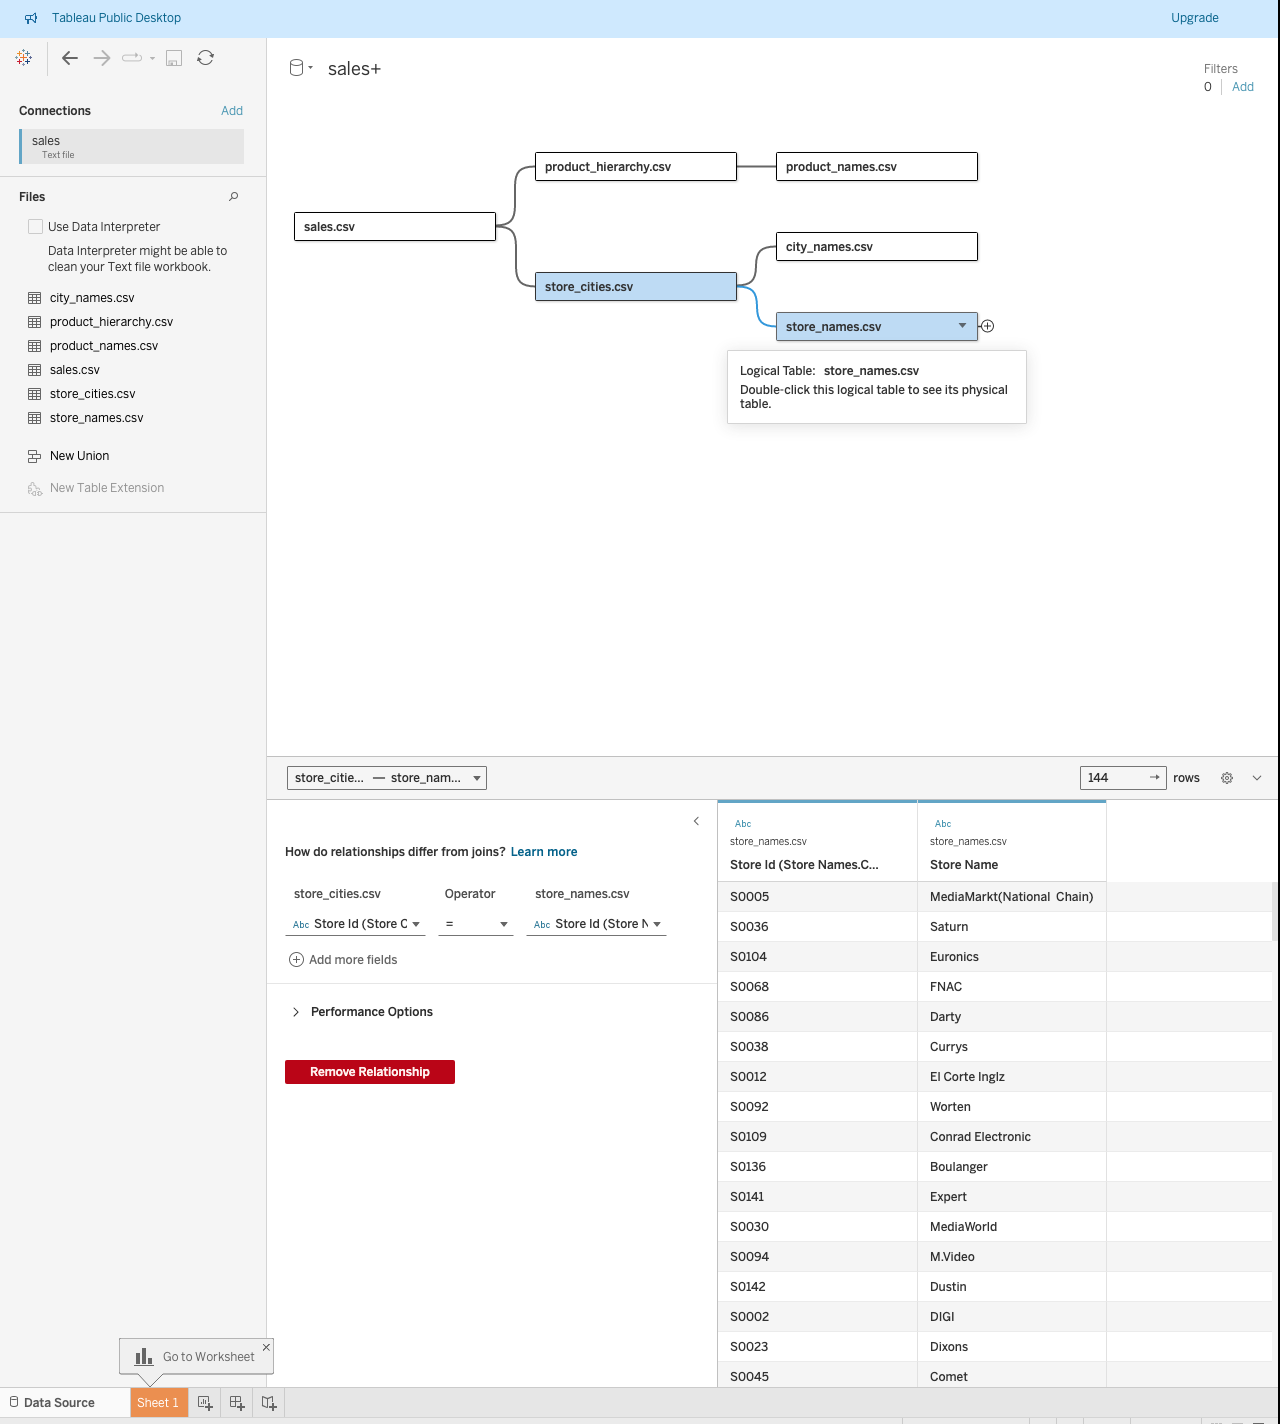 Tableau Public Desktop
Upgrade
Connections
Add
sales
Text file
Files
Use Data Interpreter
Data Interpreter might be able to
clean your Text file workbook.
city_names.csv
product_hierarchy.csv
product_names.csv
sales.csv
store_cities.csv
store_names.csv
New Union
New Table Extension
sales+
Filters
0
Add
sales.csv
product_hierarchy.csv
product_names.csv
store_cities.csv
city_names.csv
store_names.csv
Logical Table: store_names.csv
Double-click this logical table to see its physical
table.
store_citie... — store_nam...
144
rows
How do relationships differ from joins? Learn more
store_cities.csv
Operator
store_names.csv
Abc Store Id (Store C
=
Abc Store Id (Store N
Add more fields
Performance Options
Remove Relationship
Abc
store_names.csv
Store Id (Store Names.C...
Abc
store_names.csv
Store Name
S0005 MediaMarkt(National Chain)
S0036 Saturn
S0104 Euronics
S0068 FNAC
S0086 Darty
S0038 Currys
S0012 El Corte Inglz
S0092 Worten
S0109 Conrad Electronic
S0136 Boulanger
S0141 Expert
S0030 MediaWorld
S0094 M.Video
S0142 Dustin
S0002 DIGI
S0023 Dixons
S0045 Comet
Go to Worksheet
Data Source
Sheet 1